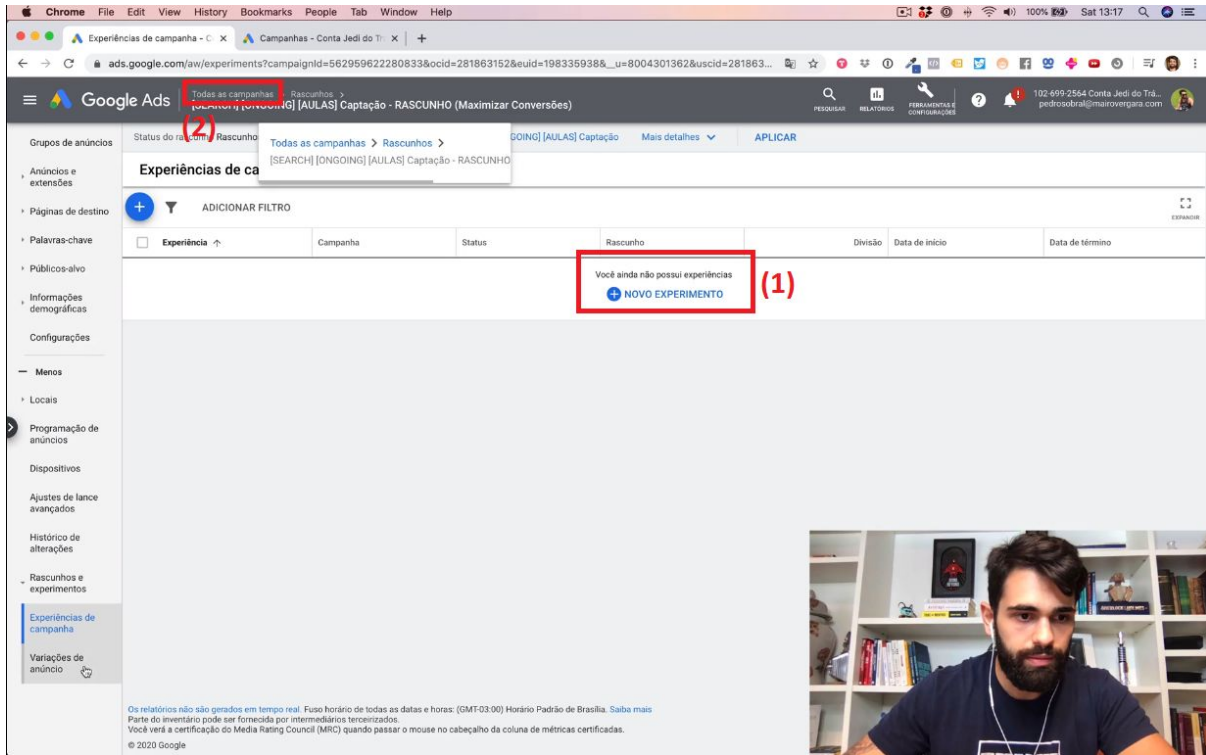 Chrome File Edit View History Bookmarks People Tab Window Help
100% Sat 13:17
Experiências de campanha - C
Campanhas - Conta Jedi do Tr
ads.google.com/aw/experiments?campaignId=562959622280833&ocid=281863152&euid=198335938&__u=8004301362&uscid=281863...
Google Ads
Todas as campanhas > Rascunhos >
[SEARCH] [ONGOING] [AULAS] Captação - RASCUNHO (Maximizar Conversões)
PESQUISAR
RELATÓRIOS
FERRAMENTAS E CONFIGURAÇÕES
102-699-2564 Conta Jedi do Trá...
pedrosobral@mairovergara.com
(2)
Status do rascunho Rascunho
GOING] [AULAS] Captação
Mais detalhes
APLICAR
Todas as campanhas > Rascunhos >
[SEARCH] [ONGOING] [AULAS] Captação - RASCUNHO
Experiências de ca
ADICIONAR FILTRO
EXPANDIR
Experiência
Campanha
Status
Rascunho
Divisão
Data de início
Data de término
Você ainda não possui experiências
NOVO EXPERIMENTO
(1)
Grupos de anúncios
Anúncios e
extensões
Páginas de destino
Palavras-chave
Públicos-alvo
Informações
demográficas
Configurações
Menos
Locais
Programação de
anúncios
Dispositivos
Ajustes de lance
avançados
Histórico de
alterações
Rascunhos e
experimentos
Experiências de
campanha
Variações de
anúncio
Os relatórios não são gerados em tempo real. Fuso horário de todas as datas e horas: (GMT-03:00) Horário Padrão de Brasília. Saiba mais
Parte do inventário pode ser fornecida por intermediários terceirizados.
Você verá a certificação do Media Rating Council (MRC) quando passar o mouse no cabeçalho da coluna de métricas certificadas.
© 2020 Google